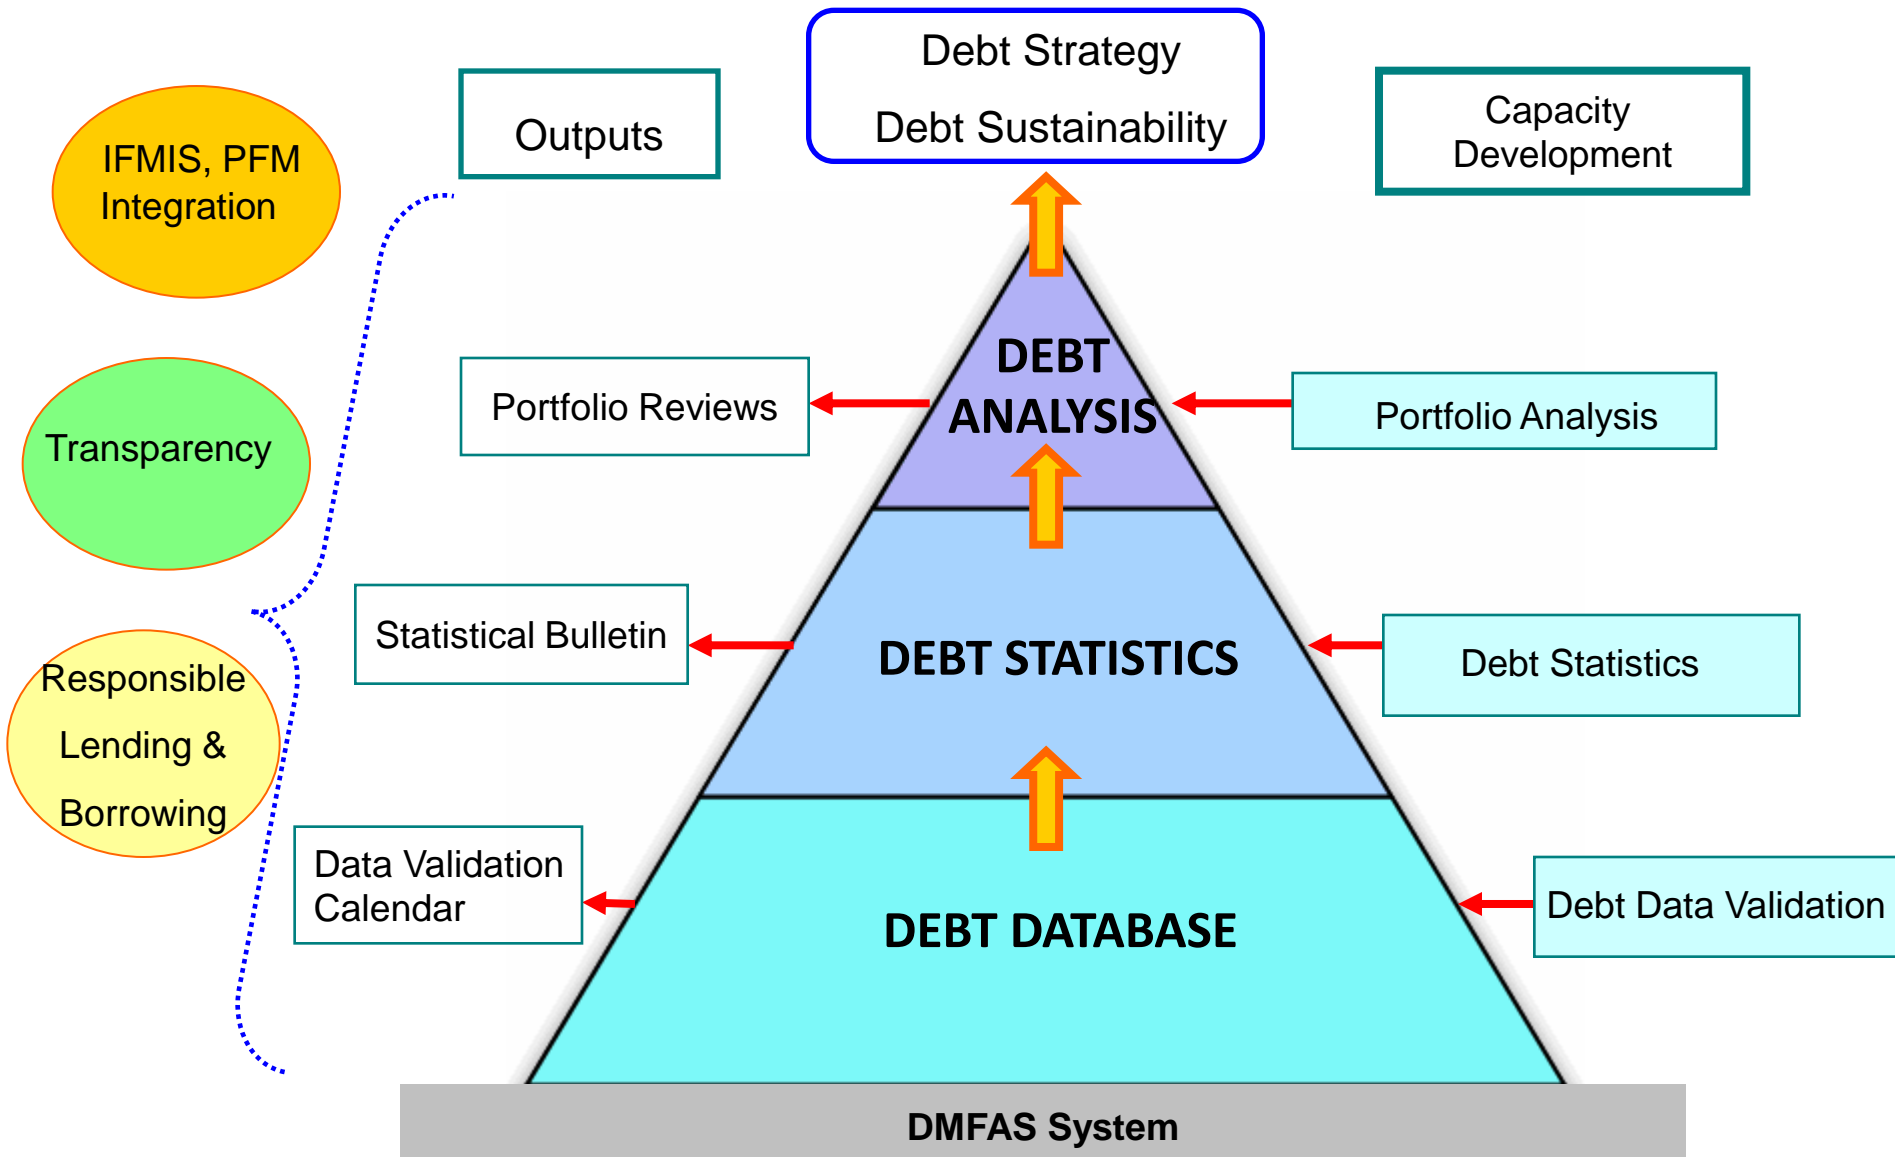 Debt Strategy
Debt Sustainability
Outputs
Capacity
Development
IFMIS, PFM
Integration
Transparency
Responsible
Lending &
Borrowing
DEBT
ANALYSIS
Portfolio Reviews
Portfolio Analysis
Statistical Bulletin
DEBT STATISTICS
Debt Statistics
Data Validation
Calendar
DEBT DATABASE
Debt Data Validation
DMFAS System